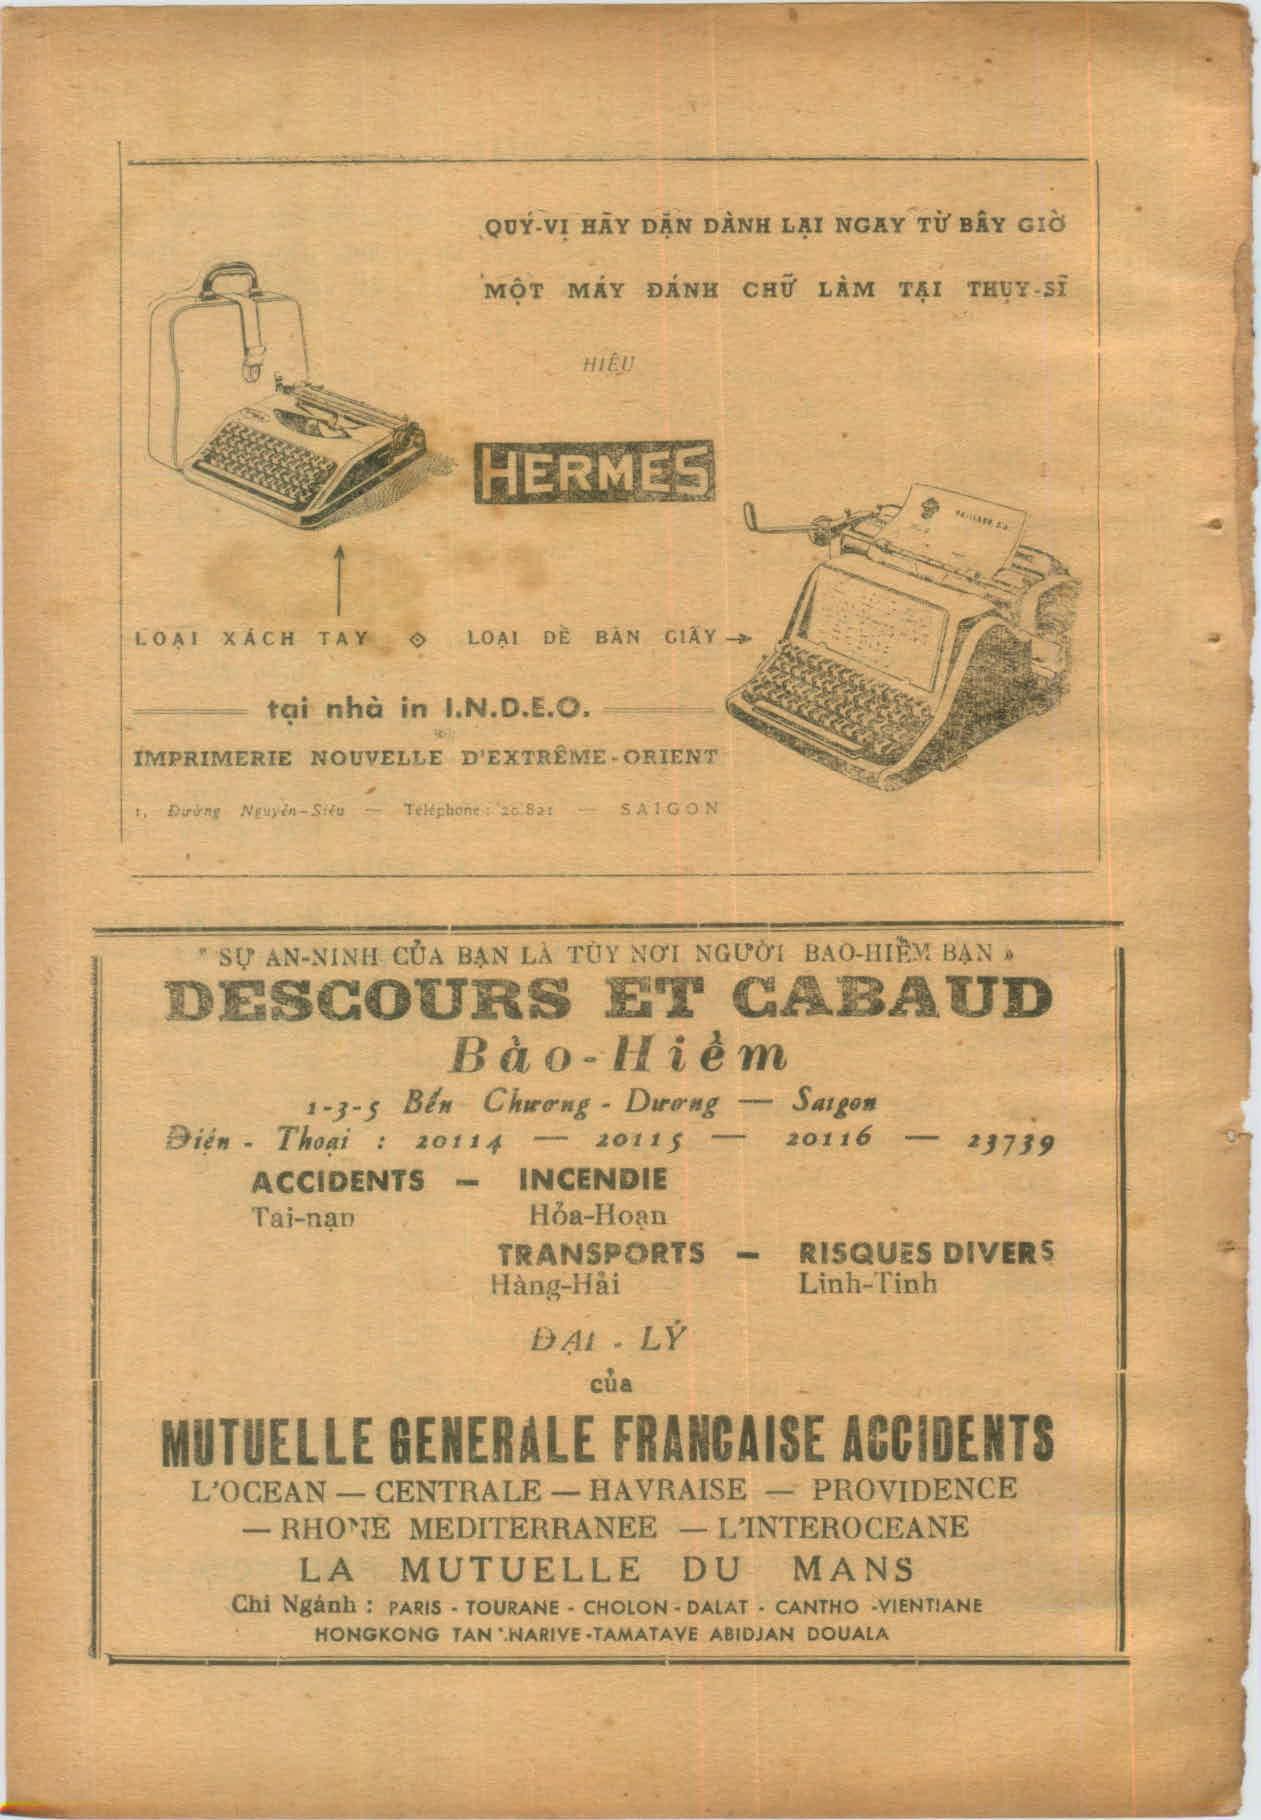 QUÝ-VỊ HÃY DẶN DÀNH LẠI NGAY TỪ BÂY GIỜ
MỘT MÁY ĐÁNH CHỮ LÀM TẠI THỤY-SĨ
HIỆU
HERMES
PAILLARD S.A.
LOẠI XÁCH TAY ◇ LOẠI ĐỂ BÀN GIẤY →
tại nhà in I.N.D.E.O.
IMPRIMERIE NOUVELLE D'EXTRÊME-ORIENT
1, Đường Nguyễn-Siêu — Téléphone : 20.821 — SAIGON
" SỰ AN-NINH CỦA BẠN LÀ TÙY NƠI NGƯỜI BAO-HIỂM BẠN »
DESCOURS ET CABAUD
Bảo-Hiểm
1-3-5 Bến Chương-Dương — Saigon
Điện-Thoại : 20114 — 20115 — 20116 — 23739
ACCIDENTS — INCENDIE
Tai-nạn Hỏa-Hoạn
TRANSPORTS — RISQUES DIVERS
Hàng-Hải Linh-Tinh
ĐẠI-LÝ
của
MUTUELLE GENERALE FRANCAISE ACCIDENTS
L'OCEAN — CENTRALE — HAVRAISE — PROVIDENCE
— RHONE MEDITERRANEE — L'INTEROCEANE
LA MUTUELLE DU MANS
Chi Ngánh : PARIS - TOURANE - CHOLON - DALAT - CANTHO -VIENTIANE
HONGKONG TANANARIVE -TAMATAVE ABIDJAN DOUALA